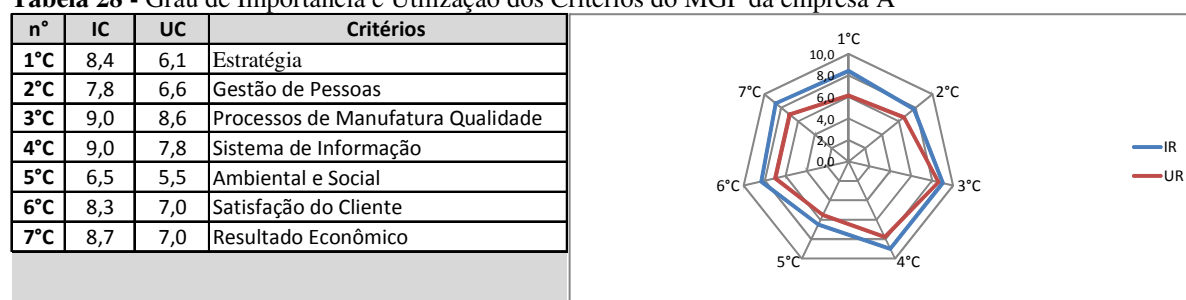 Tabela 28 - Grau de Importância e Utilização dos Critérios do MGP da empresa A
n° IC UC Critérios
1°C 8,4 6,1 Estratégia
2°C 7,8 6,6 Gestão de Pessoas
3°C 9,0 8,6 Processos de Manufatura Qualidade
4°C 9,0 7,8 Sistema de Informação
5°C 6,5 5,5 Ambiental e Social
6°C 8,3 7,0 Satisfação do Cliente
7°C 8,7 7,0 Resultado Econômico
1°C
10,0
8,0
6,0
4,0
2,0
0,0
2°C
3°C
4°C
5°C
6°C
7°C
IR
UR